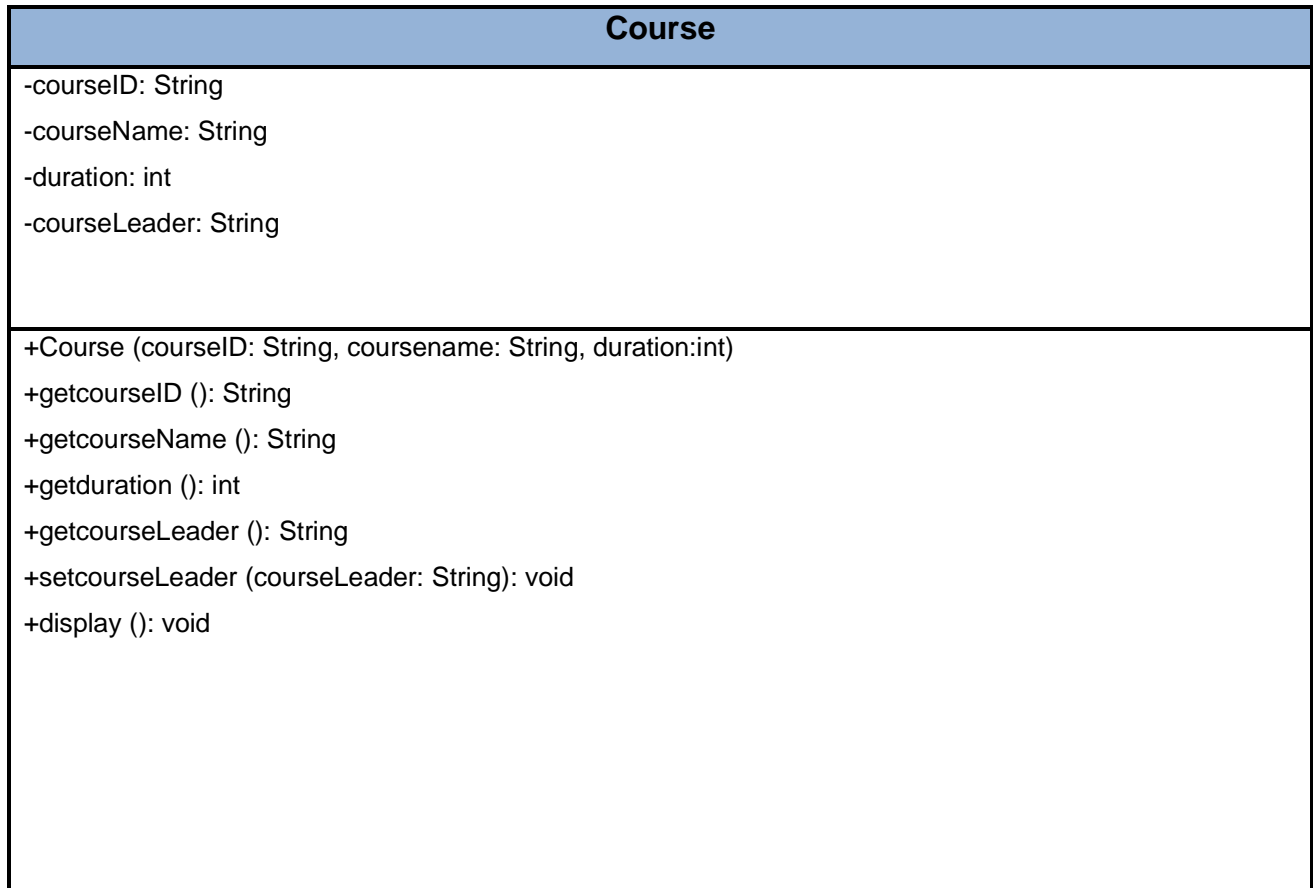 Course
-courseID: String
-courseName: String
-duration: int
-courseLeader: String
+Course (courseID: String, coursename: String, duration:int)
+getcourseID (): String
+getcourseName (): String
+getduration (): int
+getcourseLeader (): String
+setcourseLeader (courseLeader: String): void
+display (): void